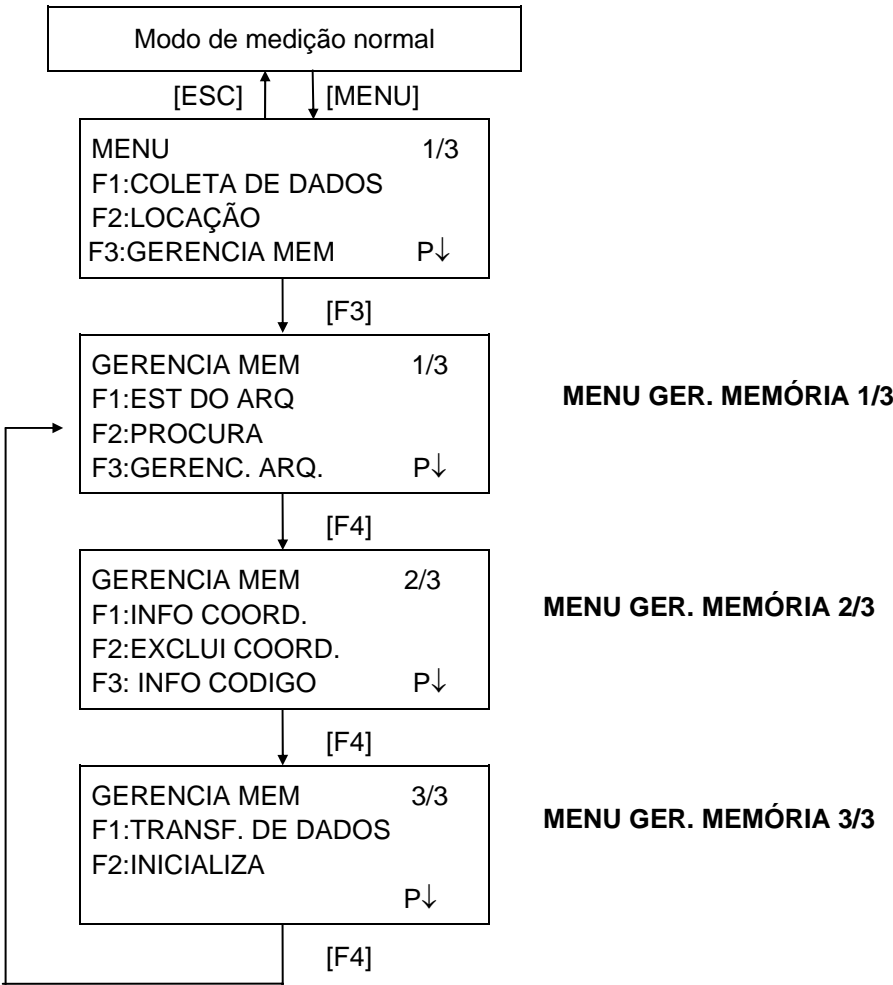 Modo de medição normal
[ESC] [MENU]
MENU 1/3
F1:COLETA DE DADOS
F2:LOCAÇÃO
F3:GERENCIA MEM P↓
[F3]
GERENCIA MEM 1/3
F1:EST DO ARQ
F2:PROCURA
F3:GERENC. ARQ. P↓
MENU GER. MEMÓRIA 1/3
[F4]
GERENCIA MEM 2/3
F1:INFO COORD.
F2:EXCLUI COORD.
F3: INFO CODIGO P↓
MENU GER. MEMÓRIA 2/3
[F4]
GERENCIA MEM 3/3
F1:TRANSF. DE DADOS
F2:INICIALIZA
P↓
MENU GER. MEMÓRIA 3/3
[F4]